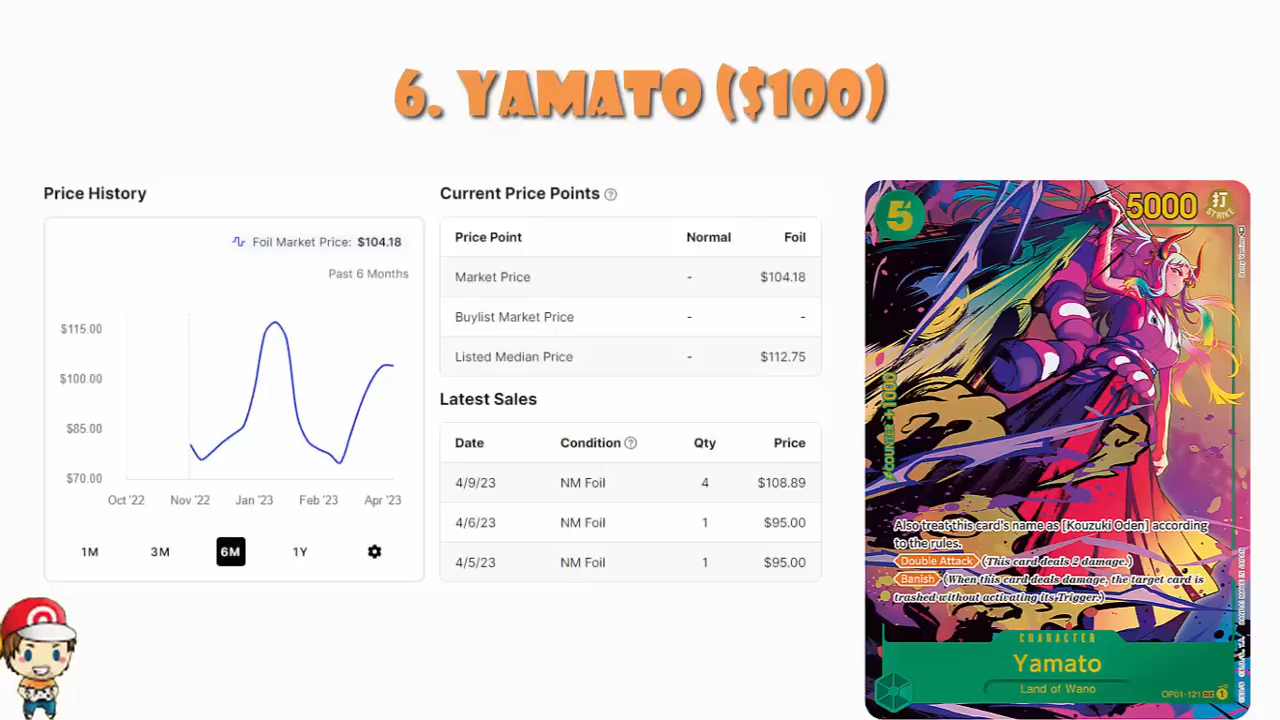 6. YAMATO ($100)
Price History
Foil Market Price: $104.18
Past 6 Months
$115.00
$100.00
$85.00
$70.00
Oct '22 Nov '22 Jan '23 Feb '23 Apr '23
1M 3M 6M 1Y
Current Price Points ?
Price Point Normal Foil
Market Price - $104.18
Buylist Market Price - -
Listed Median Price - $112.75
Latest Sales
Date Condition ? Qty Price
4/9/23 NM Foil 4 $108.89
4/6/23 NM Foil 1 $95.00
4/5/23 NM Foil 1 $95.00
5
5000
打
STRIKE
COUNTER +1000
Also treat this card's name as [Kouzuki Oden] according
to the rules.
Double Attack (This card deals 2 damage.)
Banish (When this card deals damage, the target card is
trashed without activating its Trigger.)
CHARACTER
Yamato
Land of Wano
OP01-121 SEC 1